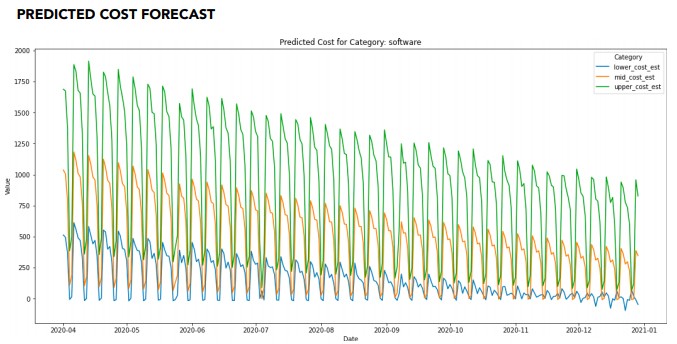 PREDICTED COST FORECAST
Predicted Cost for Category: software
Category
lower_cost_est
mid_cost_est
upper_cost_est
Value
2000
1750
1500
1250
1000
750
500
250
0
2020-04
2020-05
2020-06
2020-07
2020-08
2020-09
2020-10
2020-11
2020-12
2021-01
Date